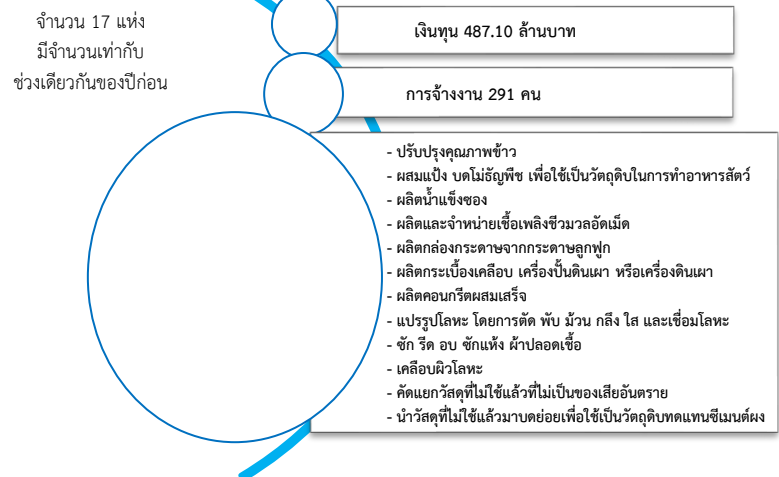 จำนวน 17 แห่ง
มีจำนวนเท่ากับ
ช่วงเดียวกันของปีก่อน
เงินทุน 487.10 ล้านบาท
การจ้างงาน 291 คน
- ปรับปรุงคุณภาพข้าว
- ผสมแป้ง บดโม่ธัญพืช เพื่อใช้เป็นวัตถุดิบในการทำอาหารสัตว์
- ผลิตน้ำแข็งซอง
- ผลิตและจำหน่ายเชื้อเพลิงชีวมวลอัดเม็ด
- ผลิตกล่องกระดาษจากกระดาษลูกฟูก
- ผลิตกระเบื้องเคลือบ เครื่องปั้นดินเผา หรือเครื่องดินเผา
- ผลิตคอนกรีตผสมเสร็จ
- แปรรูปโลหะ โดยการตัด พับ ม้วน กลึง ใส และเชื่อมโลหะ
- ซัก รีด อบ ซักแห้ง ผ้าปลอดเชื้อ
- เคลือบผิวโลหะ
- คัดแยกวัสดุที่ไม่ใช้แล้วที่ไม่เป็นของเสียอันตราย
- นำวัสดุที่ไม่ใช้แล้วมาบดย่อยเพื่อใช้เป็นวัตถุดิบทดแทนซีเมนต์ผง